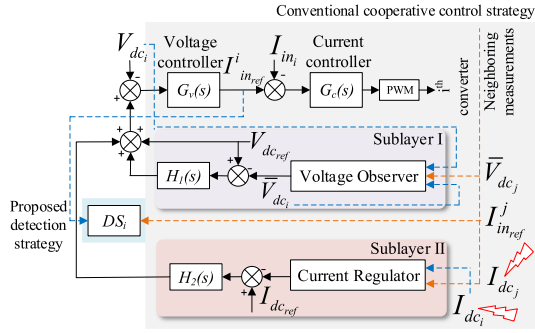 Conventional cooperative control strategy
V_dc_i
Voltage controller
I^i_in_ref
I_in_i
Current controller
G_v(s)
G_c(s)
PWM
i^th converter
Neighboring measurements
- + - + + + + - + - +
Sublayer I
V_dc_ref
H_1(s)
V̅_dc_i
Voltage Observer
V̅_dc_j
Proposed detection strategy
DS_i
I^j_in_ref
Sublayer II
H_2(s)
Current Regulator
I_dc_ref
I_dc_j
I_dc_i